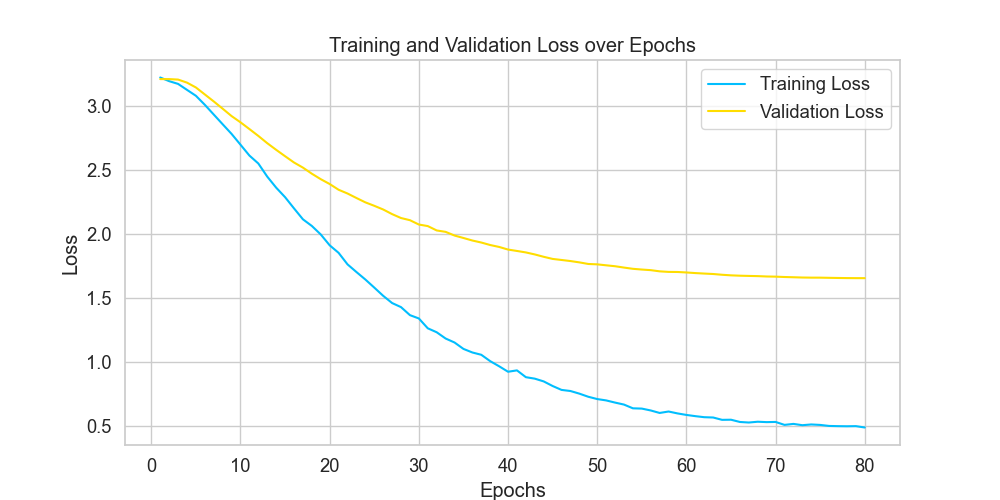 Training and Validation Loss over Epochs
Training Loss
Validation Loss
Loss
3.0
2.5
2.0
1.5
1.0
0.5
0 10 20 30 40 50 60 70 80
Epochs